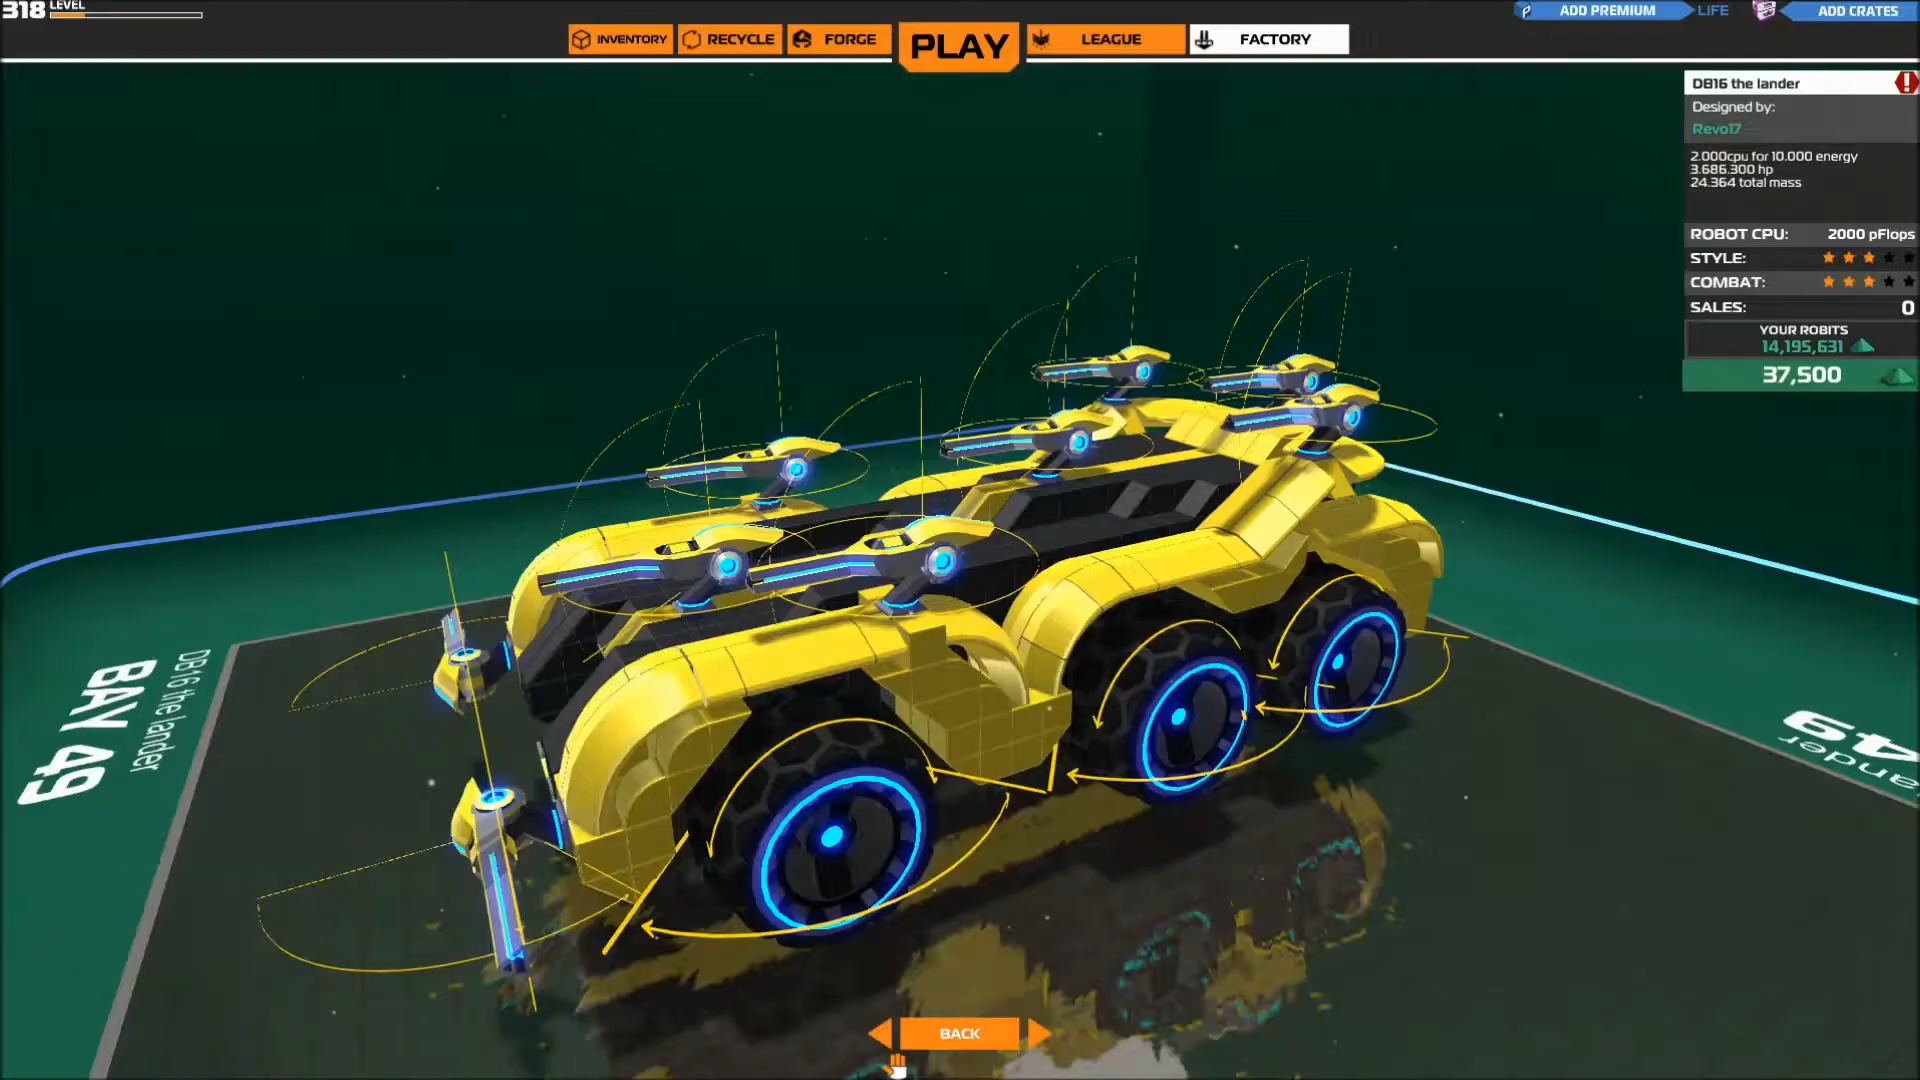 318 LEVEL
INVENTORY
RECYCLE
FORGE
PLAY
LEAGUE
FACTORY
ADD PREMIUM
LIFE
ADD CRATES
DB16 the lander
Designed by:
Revo17
2.000cpu for 10.000 energy
3.686.300 hp
24.364 total mass
ROBOT CPU: 2000 pFlops
STYLE:
COMBAT:
SALES: 0
YOUR ROBITS
14,195,631
37,500
DB16 the lander
BAY 49
49
ander
BACK